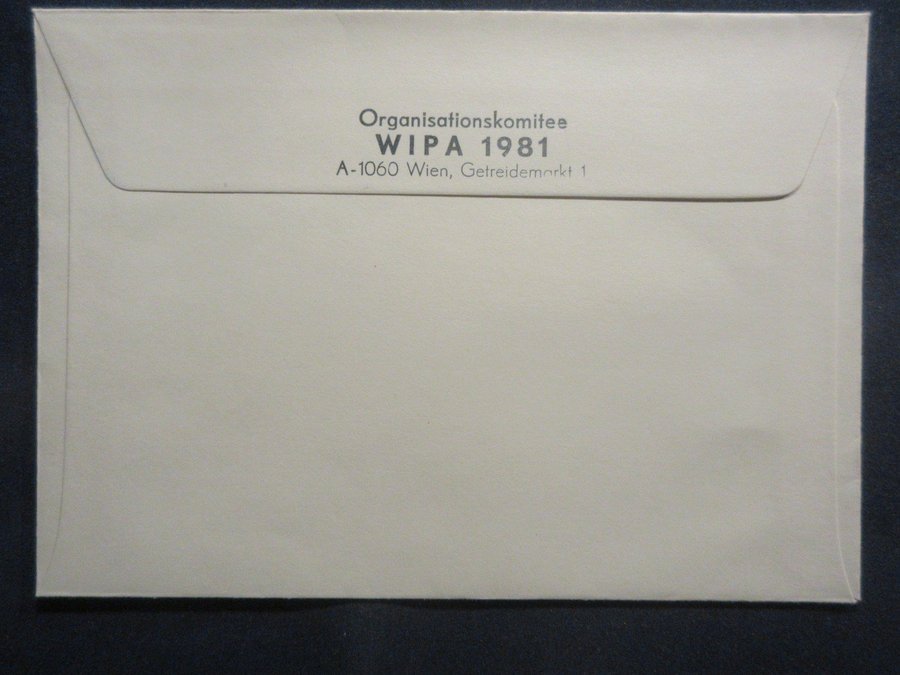 Organisationskomitee
WIPA 1981
A-1060 Wien, Getreidemarkt 1